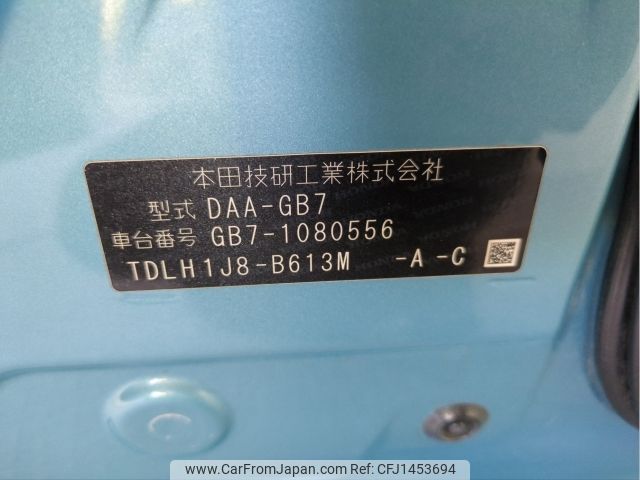 本田技研工業株式会社
型式 DAA-GB7
車台番号 GB7-1080556
TDLH1J8-B613M -A -C
www.CarFromJapan.com | © CarFromJapan | CFJ1453694